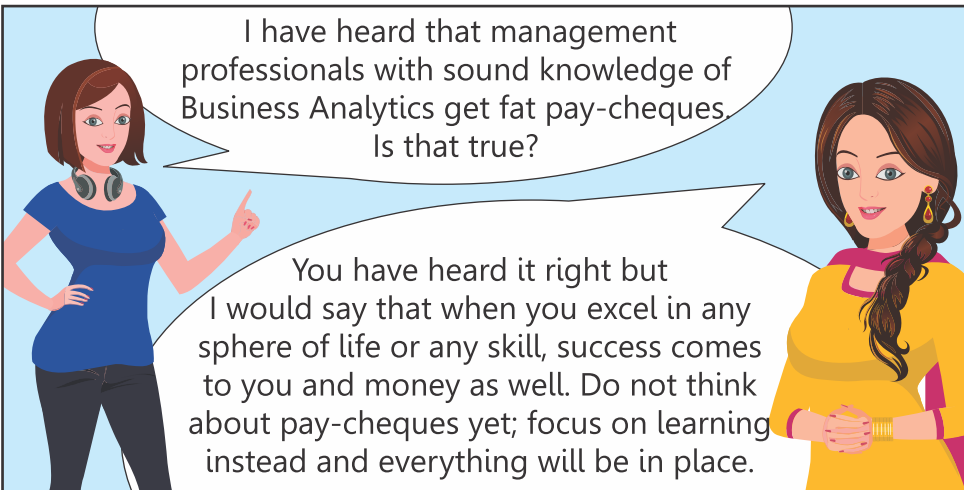 I have heard that management
professionals with sound knowledge of
Business Analytics get fat pay-cheques.
Is that true?
You have heard it right but
I would say that when you excel in any
sphere of life or any skill, success comes
to you and money as well. Do not think
about pay-cheques yet; focus on learning
instead and everything will be in place.